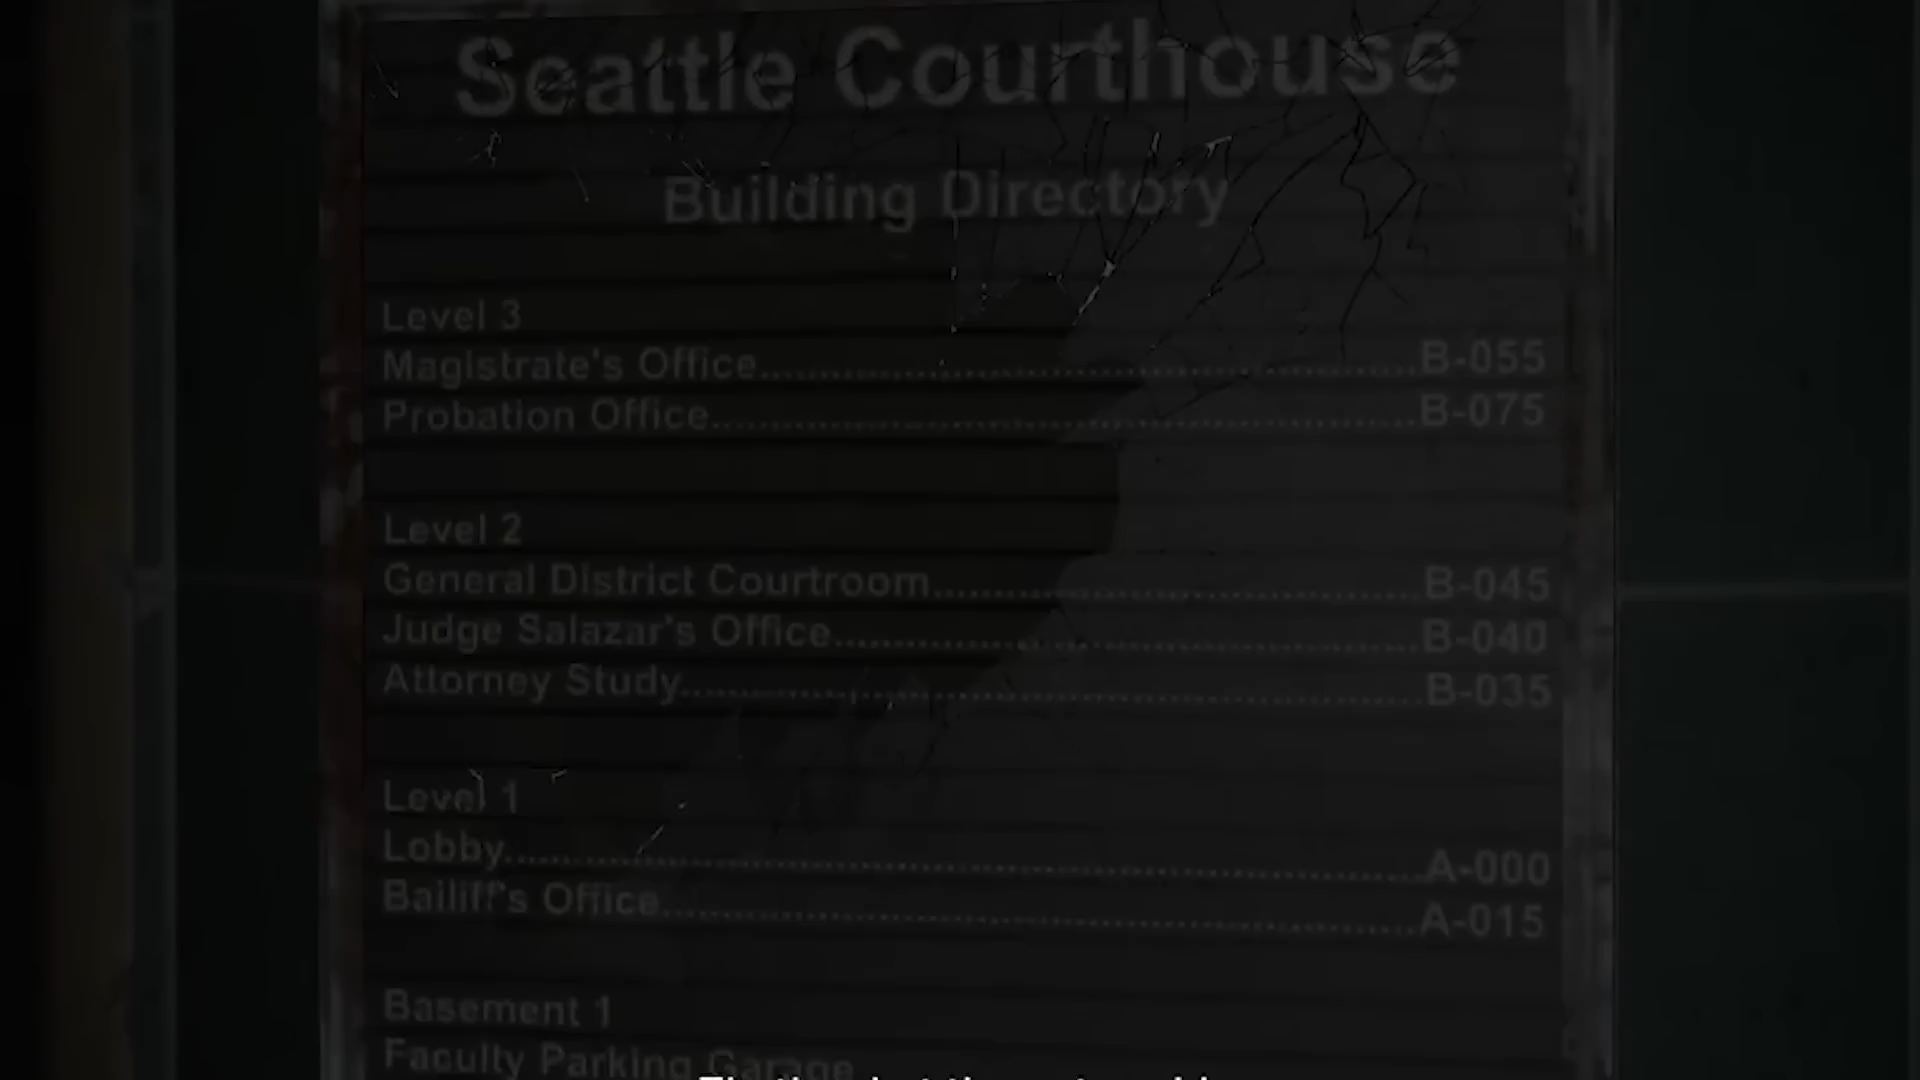 Seattle Courthouse
Building Directory
Level 3
Magistrate's Office B-055
Probation Office B-075
Level 2
General District Courtroom B-045
Judge Salazar's Office B-040
Attorney Study B-035
Level 1
Lobby A-000
Bailiff's Office A-015
Basement 1
Faculty Parking Garage